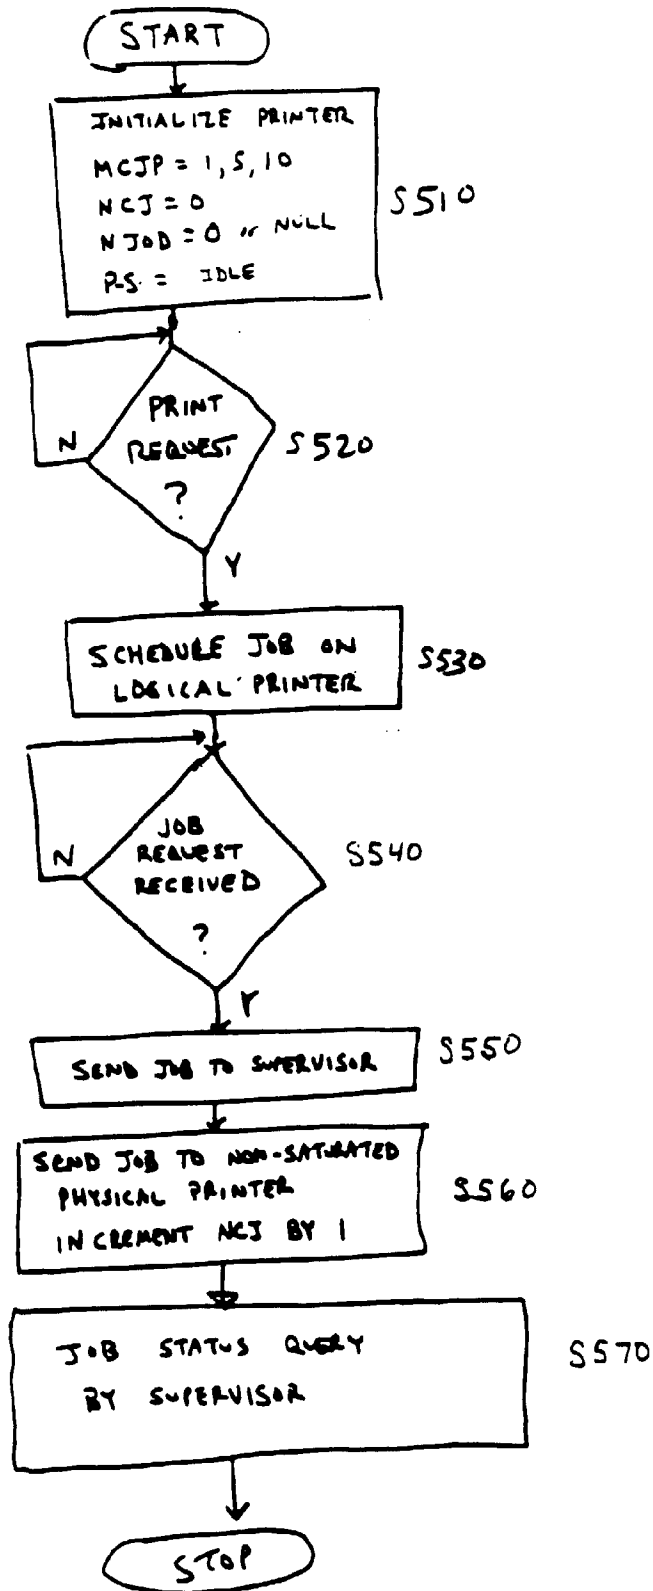 START
INITIALIZE PRINTER
MCJP = 1, 5, 10
NCJ = 0
NJOD = 0 or NULL
P.S. = IDLE
S510
PRINT
REQUEST
?
N
S520
Y
SCHEDULE JOB ON
LOGICAL PRINTER
S530
JOB
REQUEST
RECEIVED
?
N
S540
Y
SEND JOB TO SUPERVISOR
S550
SEND JOB TO NON-SATURATED
PHYSICAL PRINTER
INCREMENT NCJ BY 1
S560
JOB STATUS QUERY
BY SUPERVISOR
S570
STOP